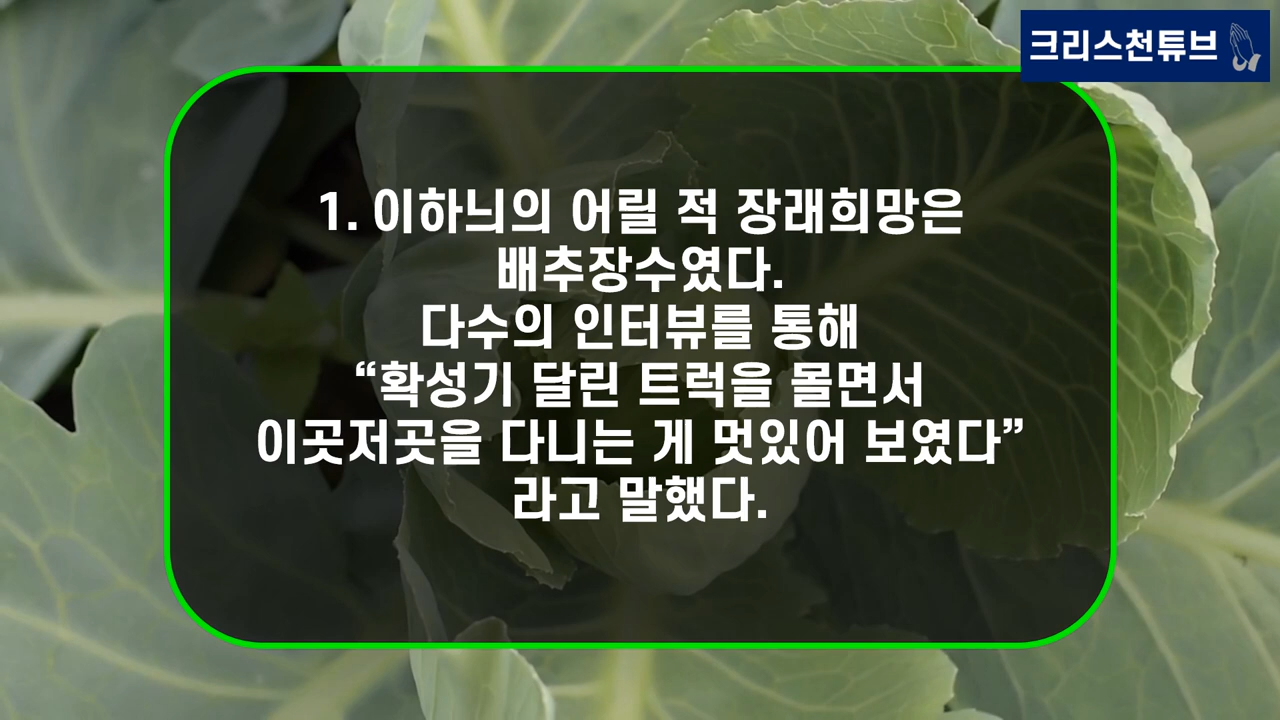 크리스천튜브
1. 이하늬의 어릴 적 장래희망은
배추장수였다.
다수의 인터뷰를 통해
“확성기 달린 트럭을 몰면서
이곳저곳을 다니는 게 멋있어 보였다”
라고 말했다.